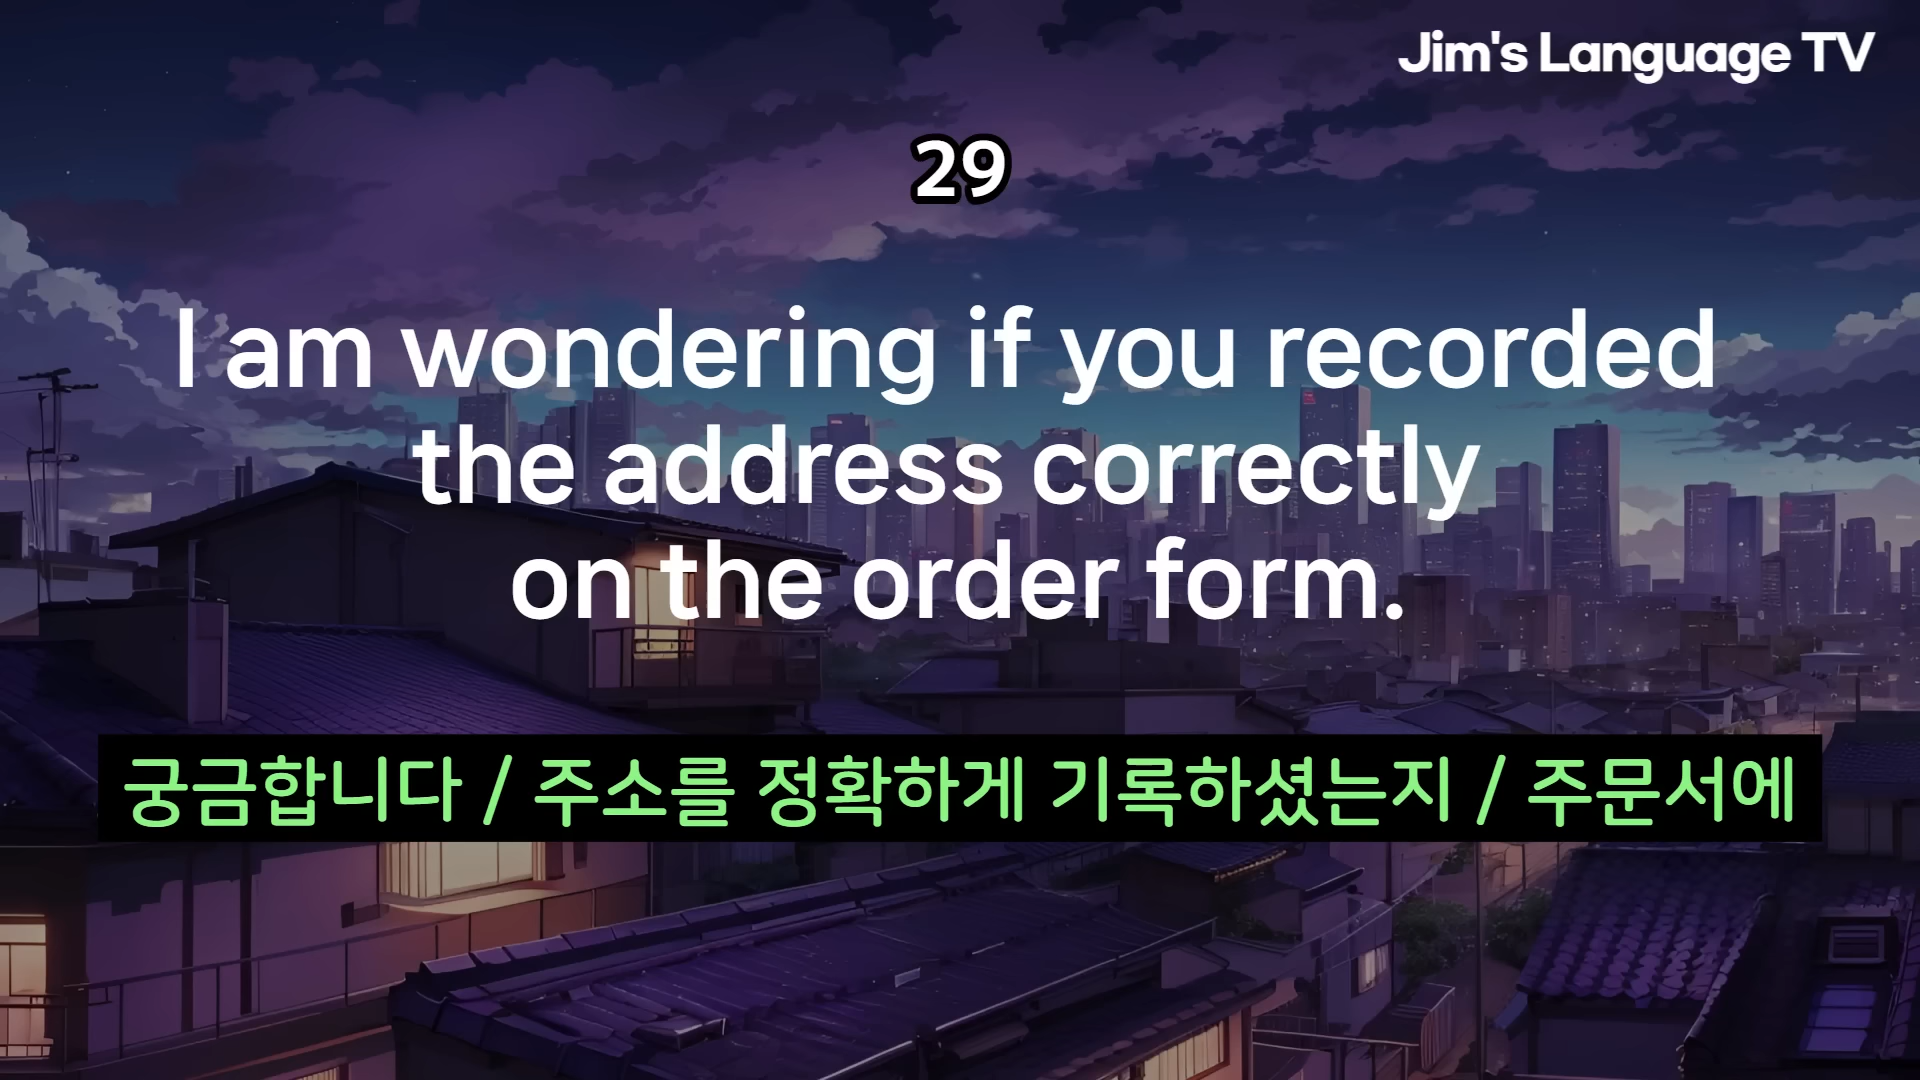 Jim's Language TV
29
I am wondering if you recorded
the address correctly
on the order form.
궁금합니다 / 주소를 정확하게 기록하셨는지 / 주문서에